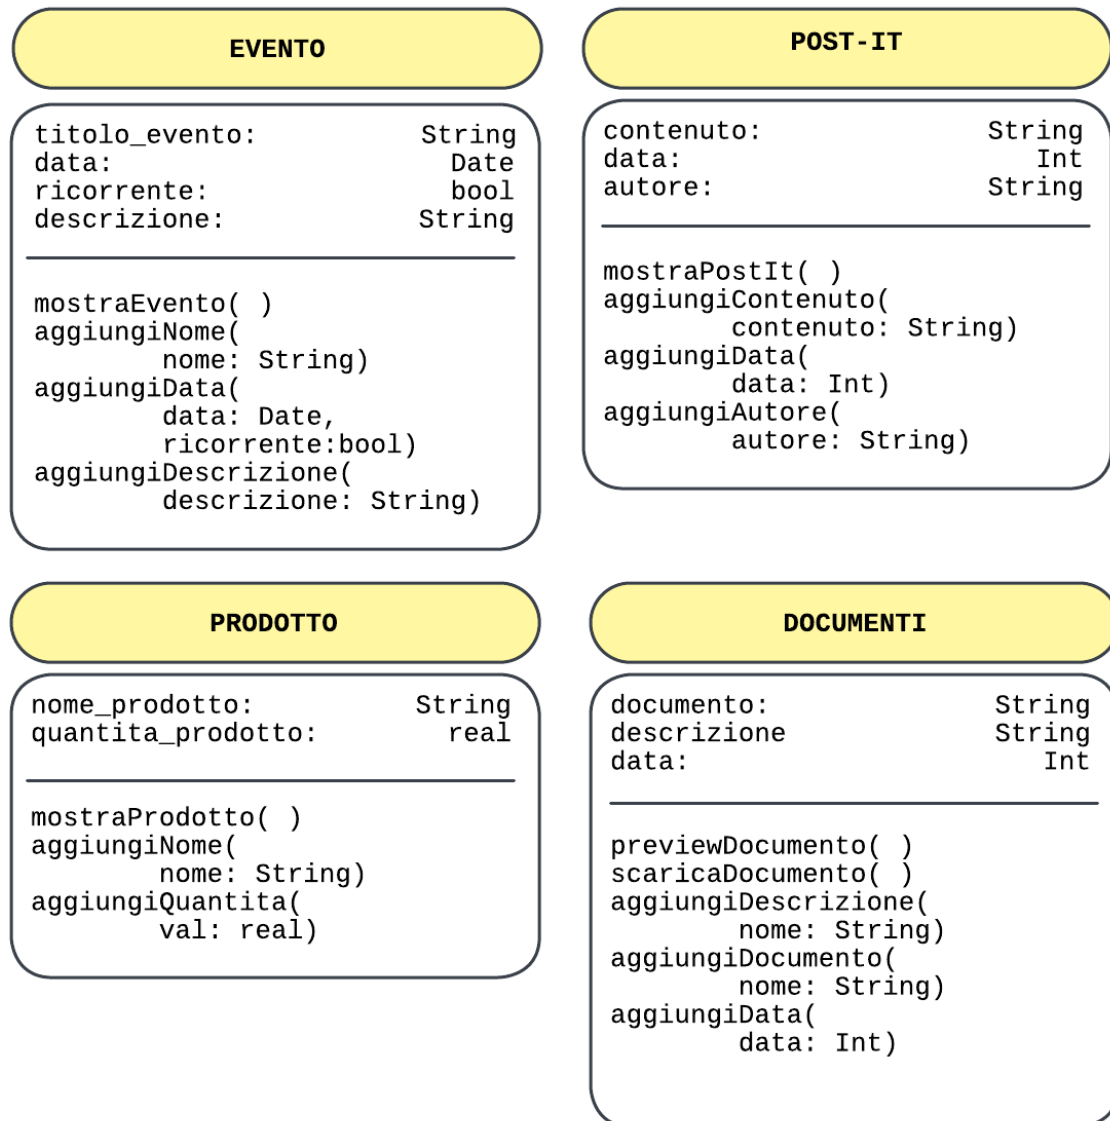 EVENTO
titolo_evento: String
data: Date
ricorrente: bool
descrizione: String
mostraEvento( )
aggiungiNome(
nome: String)
aggiungiData(
data: Date,
ricorrente:bool)
aggiungiDescrizione(
descrizione: String)
POST-IT
contenuto: String
data: Int
autore: String
mostraPostIt( )
aggiungiContenuto(
contenuto: String)
aggiungiData(
data: Int)
aggiungiAutore(
autore: String)
PRODOTTO
nome_prodotto: String
quantita_prodotto: real
mostraProdotto( )
aggiungiNome(
nome: String)
aggiungiQuantita(
val: real)
DOCUMENTI
documento: String
descrizione String
data: Int
previewDocumento( )
scaricaDocumento( )
aggiungiDescrizione(
nome: String)
aggiungiDocumento(
nome: String)
aggiungiData(
data: Int)